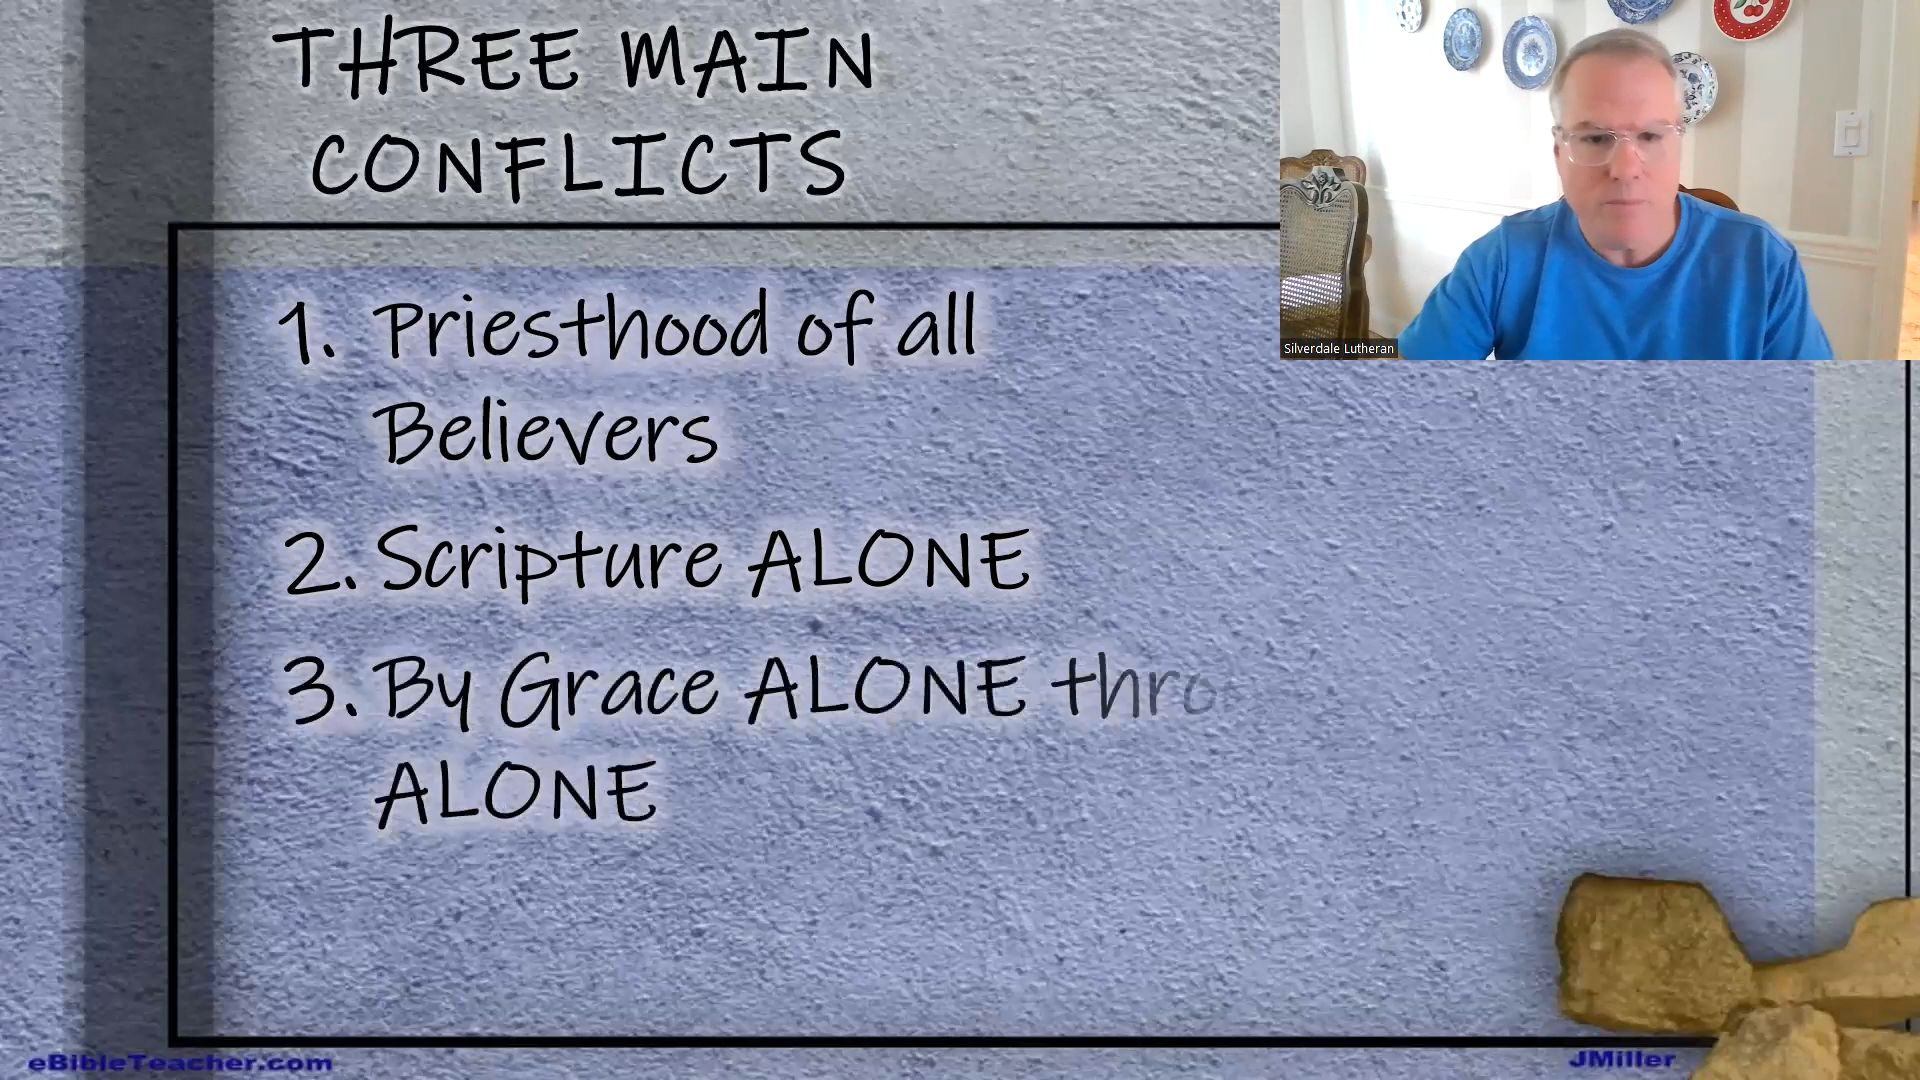 THREE MAIN
CONFLICTS
1. Priesthood of all
Believers
2. Scripture ALONE
3. By Grace ALONE thro
ALONE
Silverdale Lutheran
eBibleTeacher.com
JMiller